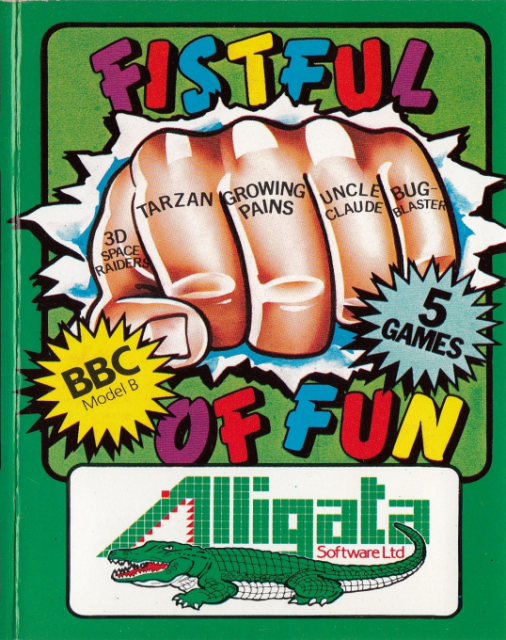 FISTFUL
3D
SPACE
RAIDERS
TARZAN
GROWING
PAINS
UNCLE
CLAUDE
BUG-
BLASTER
5
GAMES
BBC
Model B
OF FUN
Alligata
Software Ltd